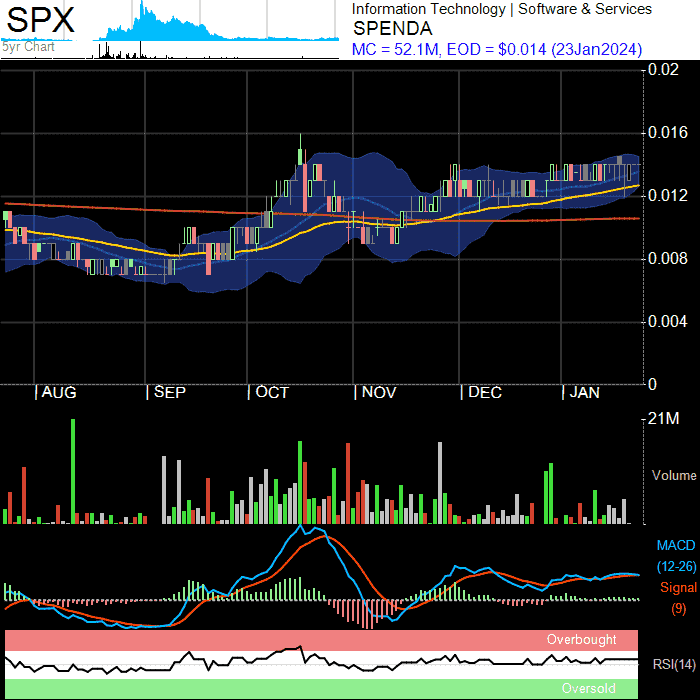 SPX
5yr Chart
Information Technology | Software & Services
SPENDA
MC = 52.1M, EOD = $0.014 (23Jan2024)
0.02
0.016
0.012
0.008
0.004
0
AUG SEP OCT NOV DEC JAN
21M
Volume
MACD
(12-26)
Signal
(9)
Overbought
RSI(14)
Oversold